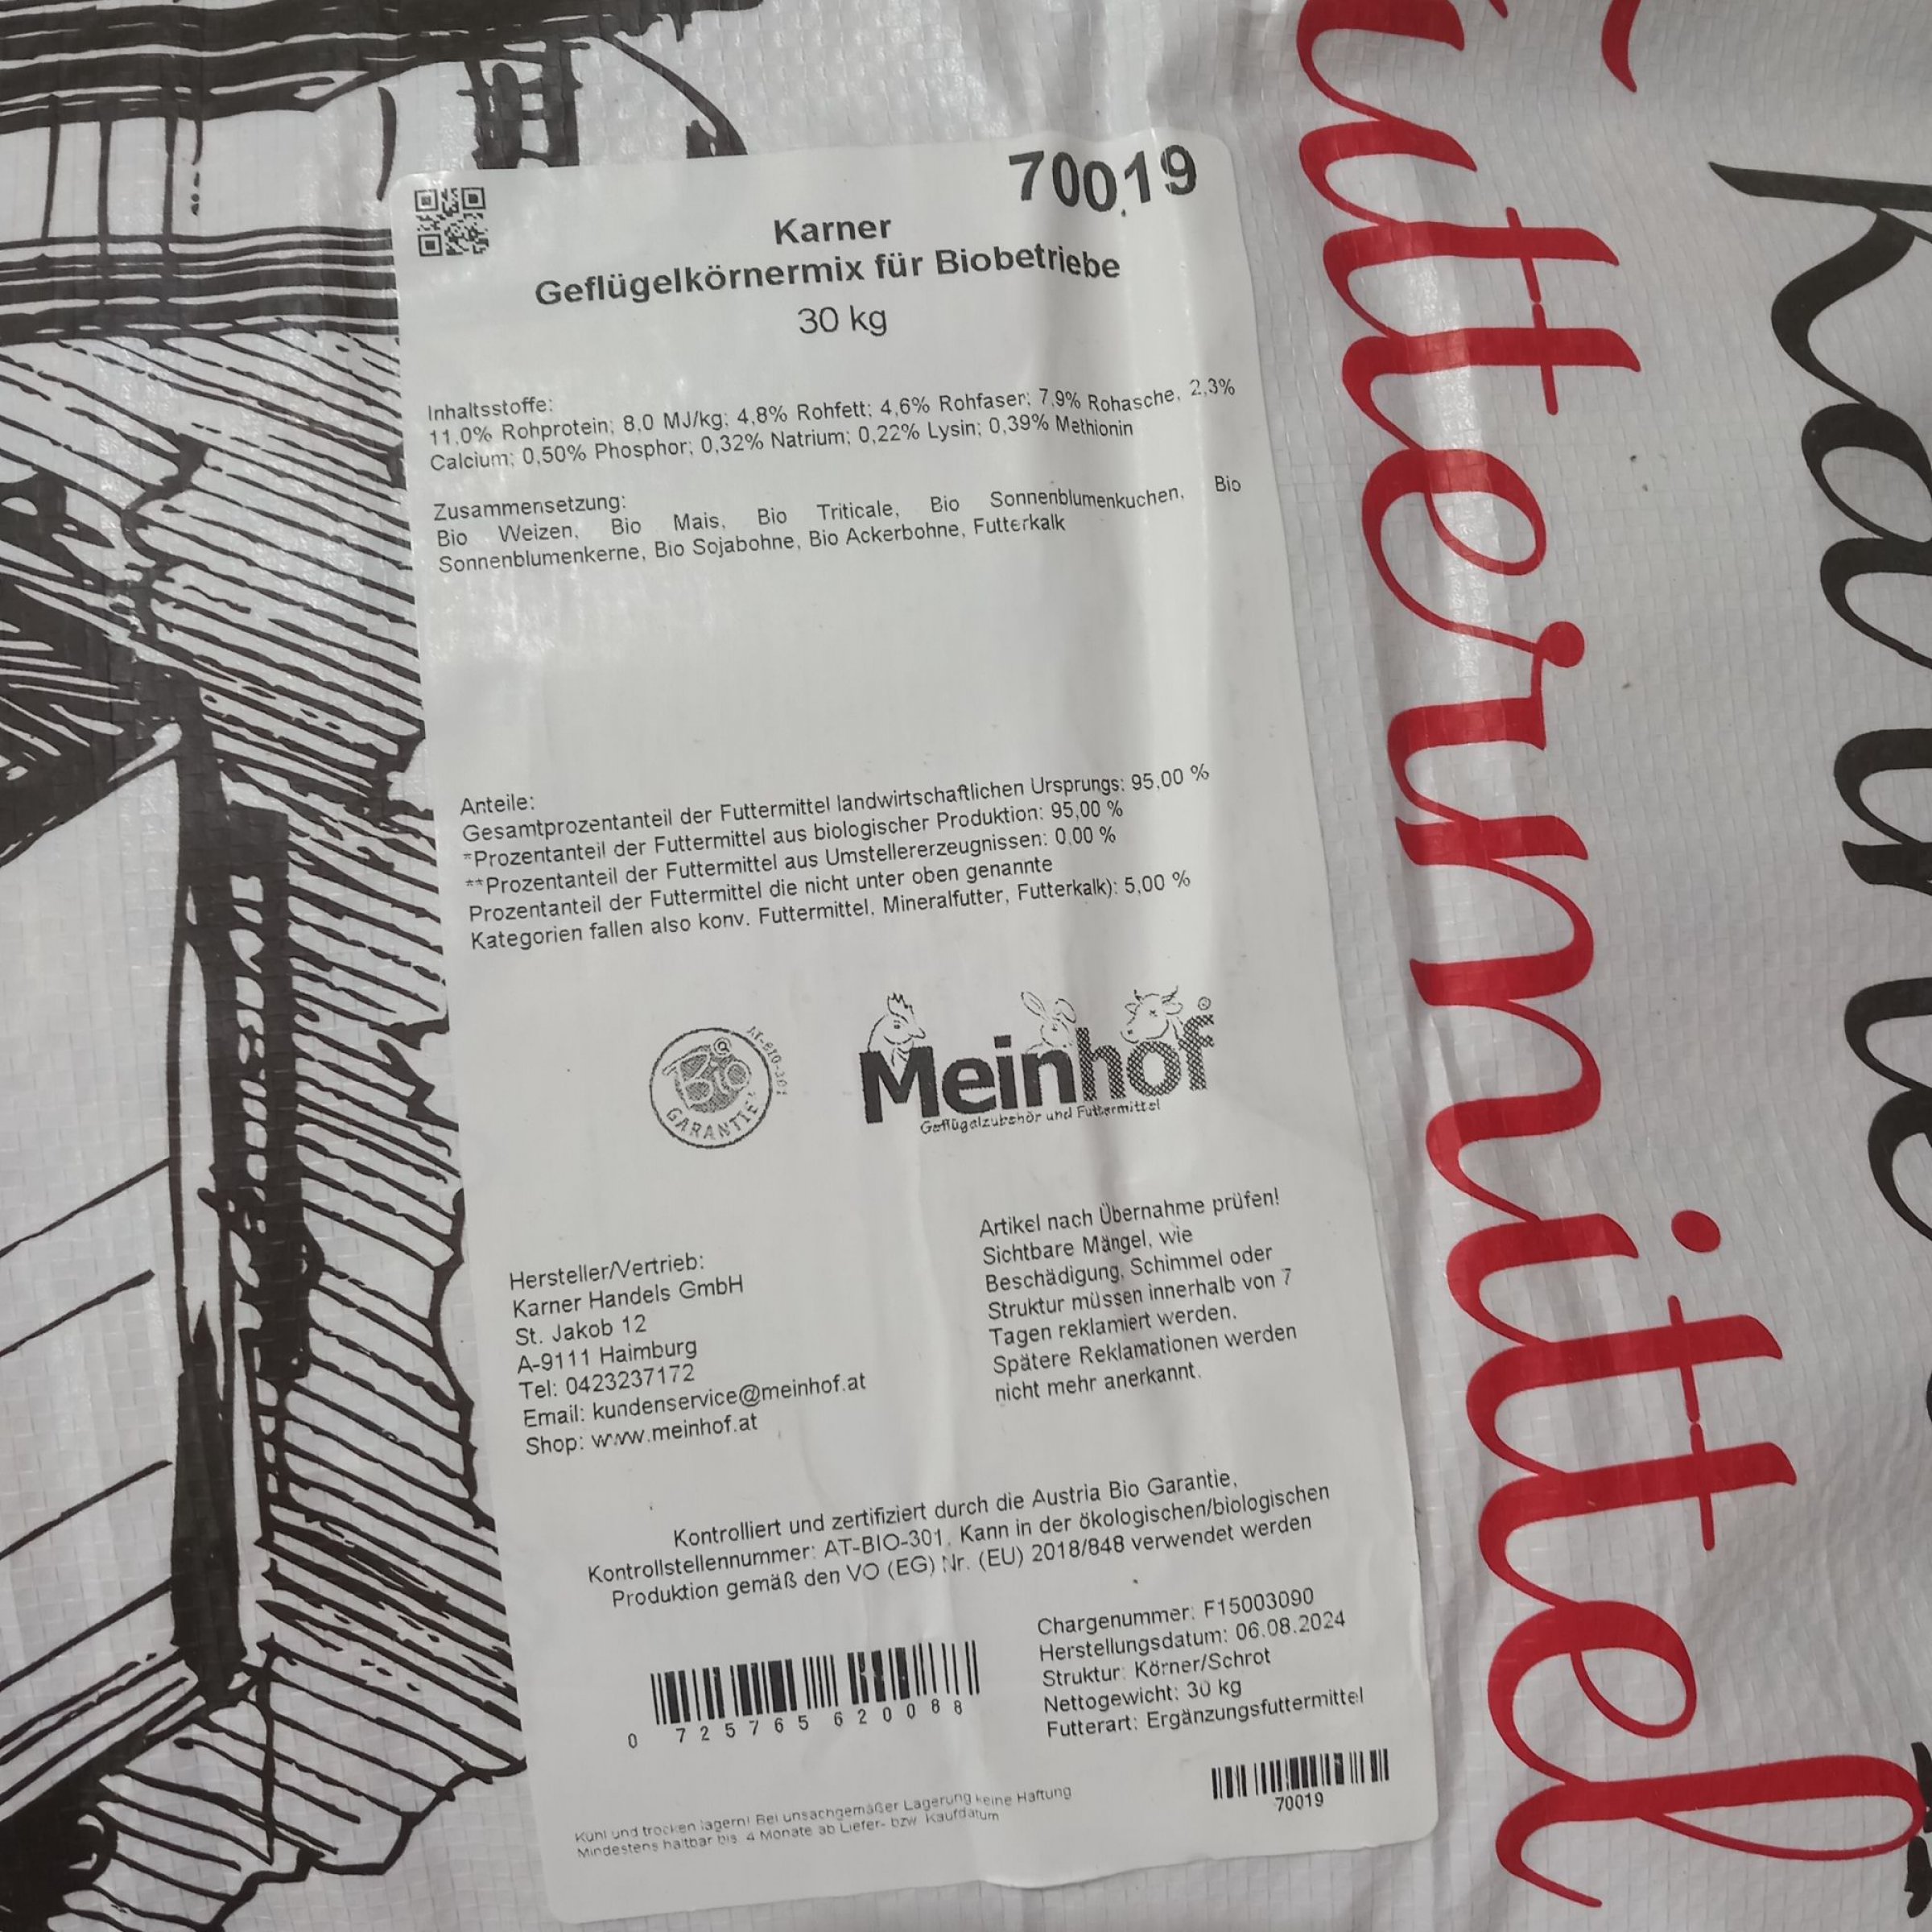 70019
Karner
Geflügelkörnermix für Biobetriebe
30 kg
Inhaltsstoffe:
11,0% Rohprotein; 8,0 MJ/kg; 4,8% Rohfett; 4,6% Rohfaser; 7,9% Rohasche, 2,3%
Calcium; 0,50% Phosphor; 0,32% Natrium; 0,22% Lysin; 0,39% Methionin
Zusammensetzung:
Bio Weizen, Bio Mais, Bio Triticale, Bio Sonnenblumenkuchen, Bio
Sonnenblumenkerne, Bio Sojabohne, Bio Ackerbohne, Futterkalk
Anteile:
Gesamtprozentanteil der Futtermittel landwirtschaftlichen Ursprungs: 95,00 %
*Prozentanteil der Futtermittel aus biologischer Produktion: 95,00 %
**Prozentanteil der Futtermittel aus Umstellererzeugnissen: 0,00 %
Prozentanteil der Futtermittel die nicht unter oben genannte
Kategorien fallen also konv. Futtermittel, Mineralfutter, Futterkalk): 5,00 %
Bio ®
GARANTIE
AT-BIO-301
Meinhof®
Geflügelzubehör und Futtermittel
Hersteller/Vertrieb:
Karner Handels GmbH
St. Jakob 12
A-9111 Haimburg
Tel: 0423237172
Email: kundenservice@meinhof.at
Shop: www.meinhof.at
Artikel nach Übernahme prüfen!
Sichtbare Mängel, wie
Beschädigung, Schimmel oder
Struktur müssen innerhalb von 7
Tagen reklamiert werden.
Spätere Reklamationen werden
nicht mehr anerkannt.
Kontrolliert und zertifiziert durch die Austria Bio Garantie,
Kontrollstellennummer: AT-BIO-301. Kann in der ökologischen/biologischen
Produktion gemäß den VO (EG) Nr. (EU) 2018/848 verwendet werden
0 725765 620088
Chargenummer: F15003090
Herstellungsdatum: 06.08.2024
Struktur: Körner/Schrot
Nettogewicht: 30 kg
Futterart: Ergänzungsfuttermittel
70019
Kühl und trocken lagern! Bei unsachgemäßer Lagerung keine Haftung
Mindestens haltbar bis 4 Monate ab Liefer- bzw. Kaufdatum